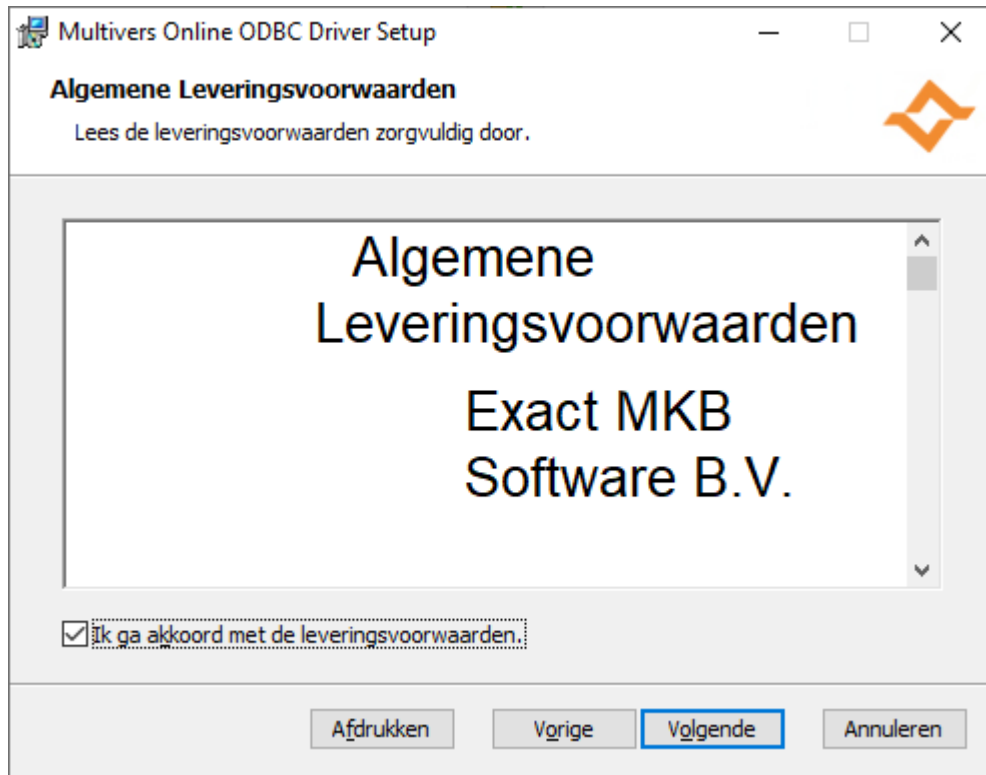 Multivers Online ODBC Driver Setup
Algemene Leveringsvoorwaarden
Lees de leveringsvoorwaarden zorgvuldig door.
Algemene
Leveringsvoorwaarden
Exact MKB
Software B.V.
Ik ga akkoord met de leveringsvoorwaarden.
Afdrukken Vorige Volgende Annuleren